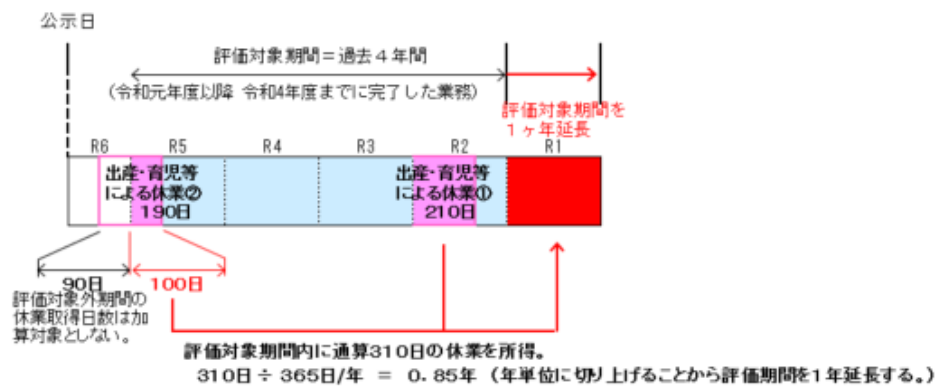 公示日
評価対象期間＝過去４年間
(令和元年度以降 令和4年度までに完了した業務)
評価対象期間を
１ヶ年延長
R6 R5 R4 R3 R2 R1
出産・育児等
による休業②
190日
出産・育児等
による休業①
210日
90日
100日
評価対象外期間の
休業取得日数は加
算対象としない。
評価対象期間内に通算310日の休業を所得。
310日 ÷ 365日/年 ＝ 0.85年 (年単位に切り上げることから評価期間を1年延長する。)